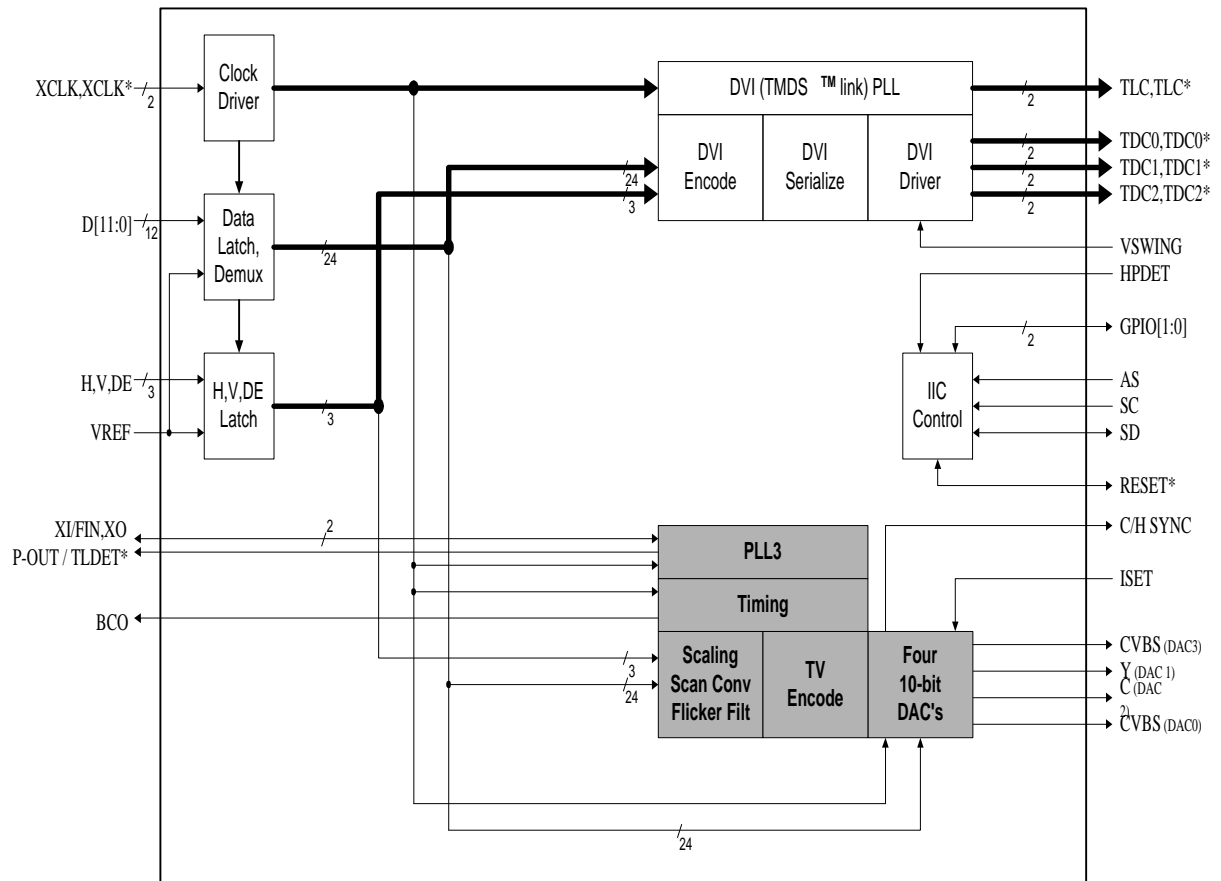 XCLK,XCLK*
2
Clock
Driver
DVI (TMDS ™ link) PLL
2
TLC,TLC*
DVI
Encode
DVI
Serialize
DVI
Driver
2
TDC0,TDC0*
2
TDC1,TDC1*
2
TDC2,TDC2*
24
3
D[11:0]
12
Data
Latch,
Demux
24
VSWING
HPDET
2
GPIO[1:0]
H,V,DE
3
H,V,DE
Latch
3
VREF
IIC
Control
AS
SC
SD
RESET*
XI/FIN,XO
2
P-OUT / TLDET*
PLL3
C/H SYNC
BCO
Timing
ISET
3
24
Scaling
Scan Conv
Flicker Filt
TV
Encode
Four
10-bit
DAC's
CVBS (DAC3)
Y (DAC 1)
C (DAC
2)
CVBS (DAC0)
24